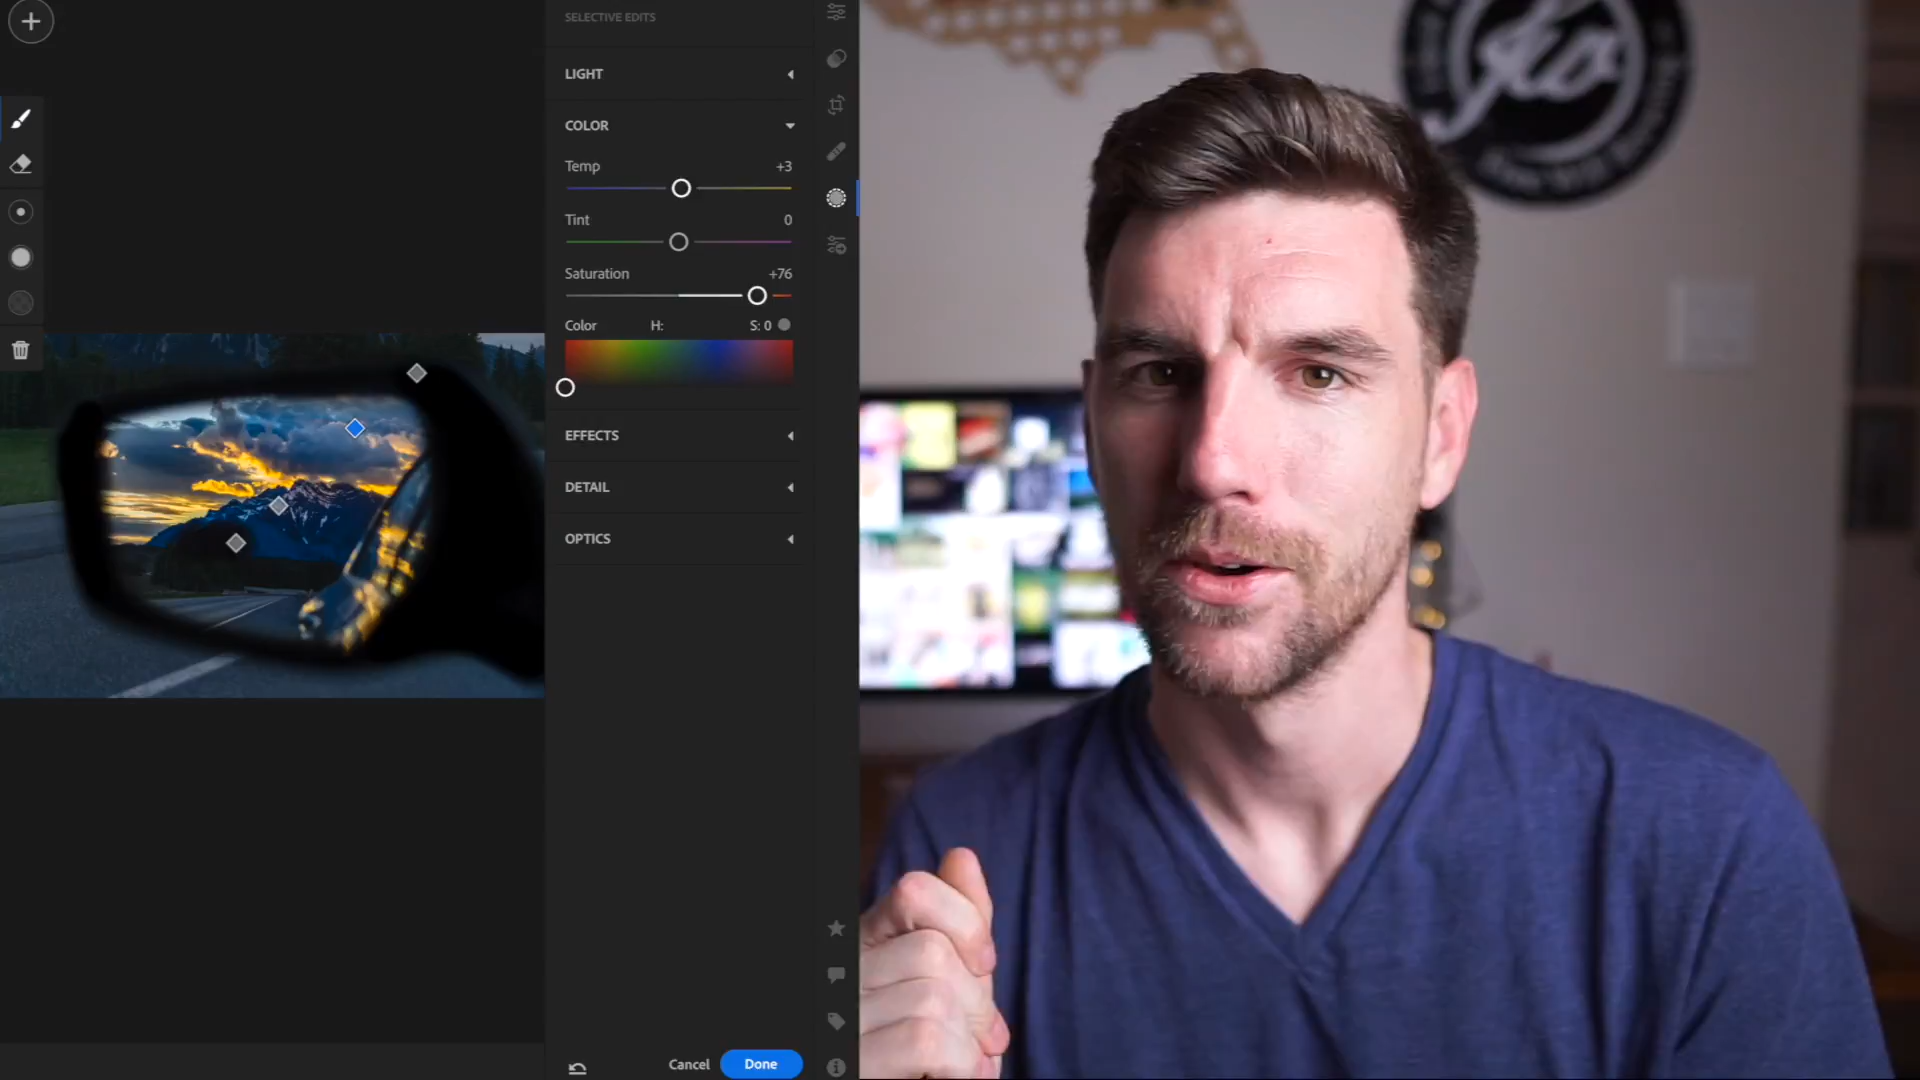 SELECTIVE EDITS
LIGHT
COLOR
Temp +3
Tint 0
Saturation +76
Color H: S: 0
EFFECTS
DETAIL
OPTICS
Cancel Done